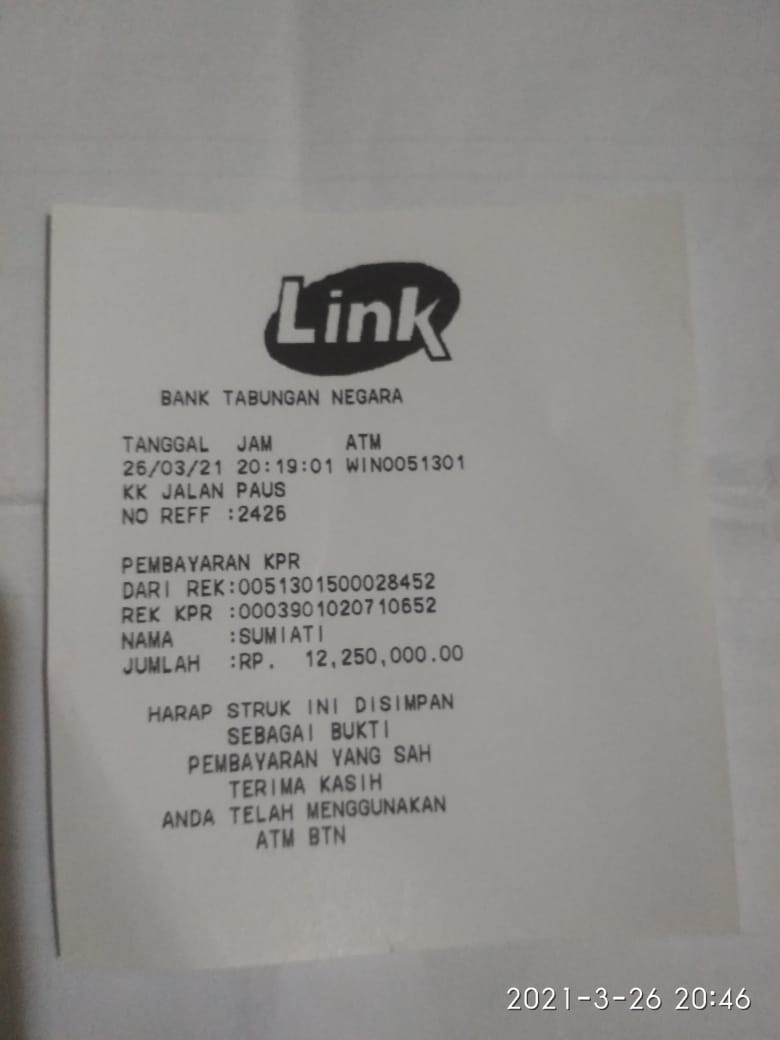 Link
BANK TABUNGAN NEGARA
TANGGAL JAM ATM
26/03/21 20:19:01 WIN0051301
KK JALAN PAUS
NO REFF :2426
PEMBAYARAN KPR
DARI REK:0051301500028452
REK KPR :0003901020710652
NAMA :SUMIATI
JUMLAH :RP. 12,250,000.00
HARAP STRUK INI DISIMPAN
SEBAGAI BUKTI
PEMBAYARAN YANG SAH
TERIMA KASIH
ANDA TELAH MENGGUNAKAN
ATM BTN
2021-3-26 20:46